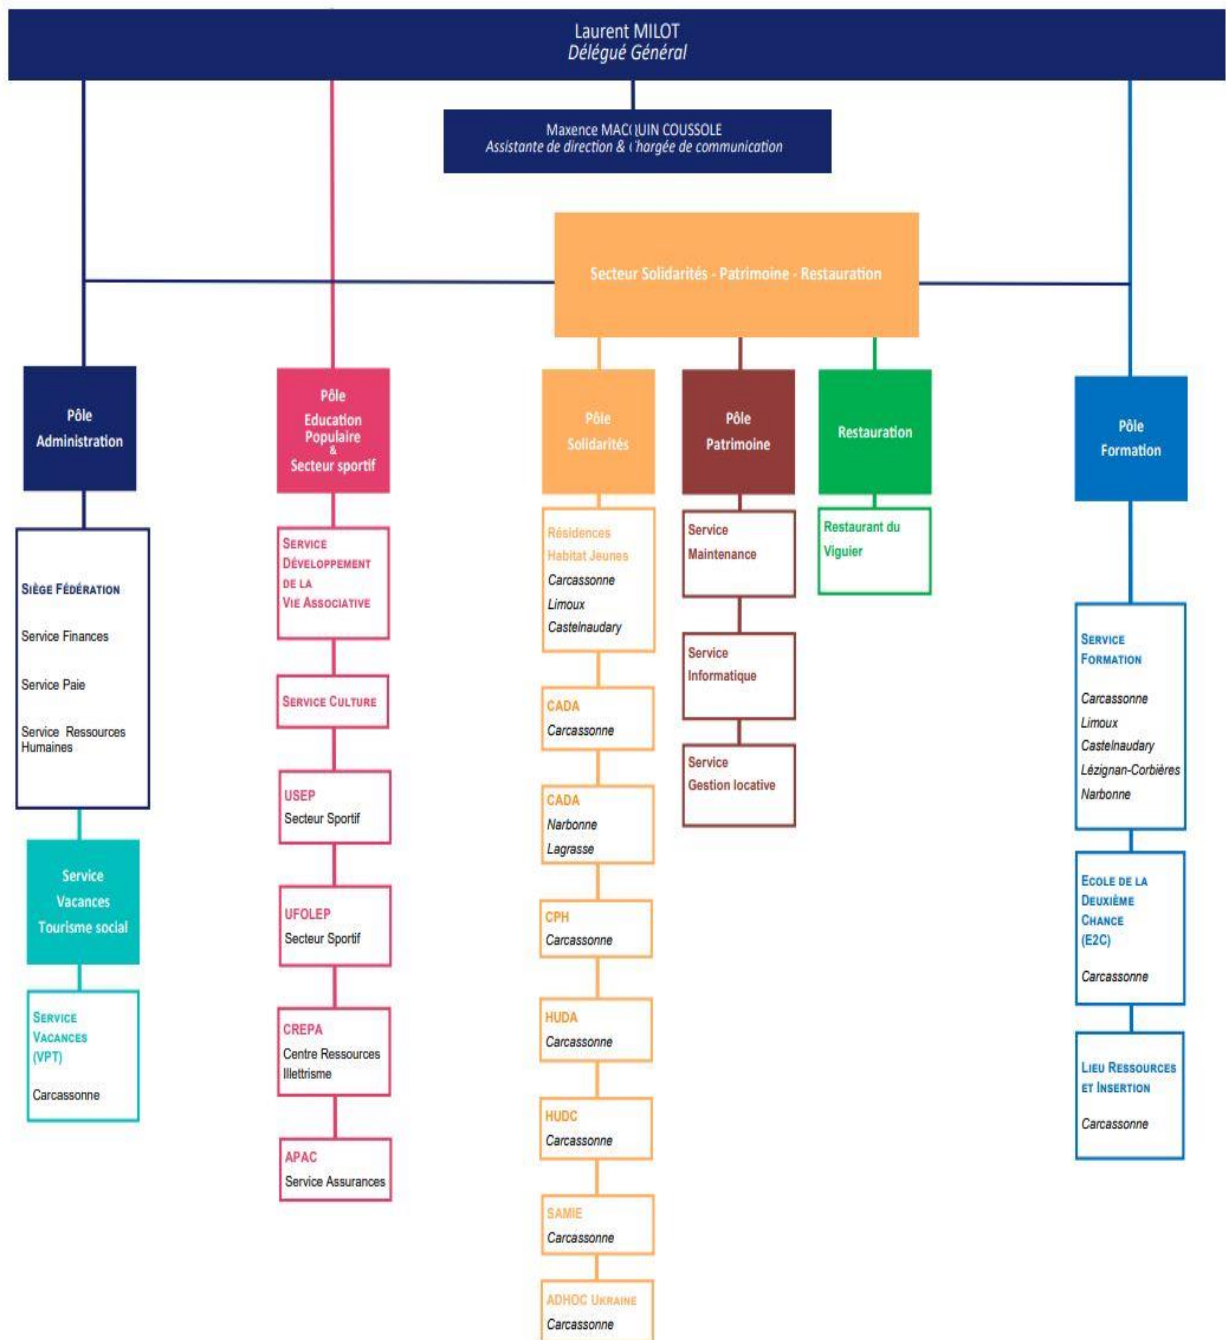 Laurent MILOT
Délégué Général
Maxence MACQUIN COUSSOLE
Assistante de direction & Chargée de communication
Secteur Solidarités - Patrimoine - Restauration
Pôle
Administration
SIÈGE FÉDÉRATION
Service Finances
Service Paie
Service Ressources
Humaines
Service
Vacances
Tourisme social
SERVICE
VACANCES
(VPT)
Carcassonne
Pôle
Education
Populaire
&
Secteur sportif
SERVICE
DÉVELOPPEMENT
DE LA
VIE ASSOCIATIVE
SERVICE CULTURE
USEP
Secteur Sportif
UFOLEP
Secteur Sportif
CREPA
Centre Ressources
Illettrisme
APAC
Service Assurances
Pôle
Solidarités
Résidences
Habitat Jeunes
Carcassonne
Limoux
Castelnaudary
CADA
Carcassonne
CADA
Narbonne
Lagrasse
CPH
Carcassonne
HUDA
Carcassonne
HUDC
Carcassonne
SAMIE
Carcassonne
ADHOC UKRAINE
Carcassonne
Pôle
Patrimoine
Service
Maintenance
Service
Informatique
Service
Gestion locative
Restauration
Restaurant du
Viguier
Pôle
Formation
SERVICE
FORMATION
Carcassonne
Limoux
Castelnaudary
Lézignan-Corbières
Narbonne
ECOLE DE LA
DEUXIÈME
CHANCE
(E2C)
Carcassonne
LIEU RESSOURCES
ET INSERTION
Carcassonne